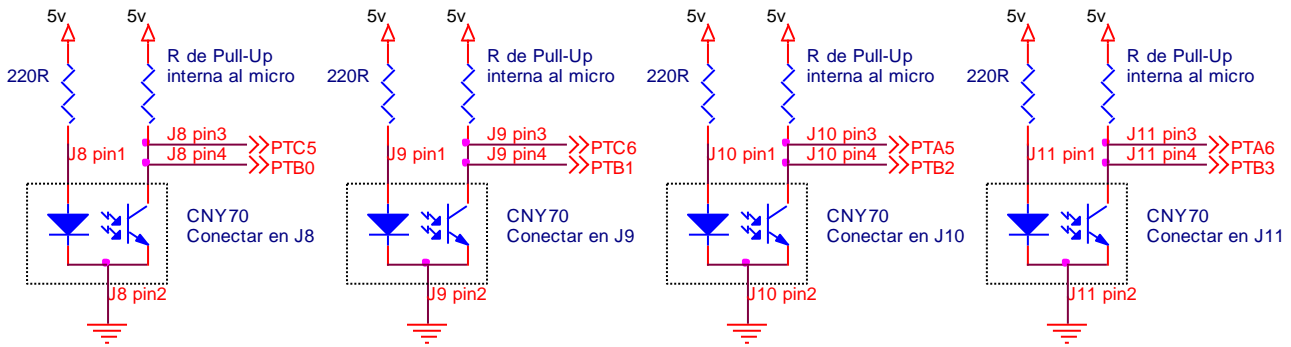 5v
5v
220R
R de Pull-Up
interna al micro
J8 pin1
J8 pin3
PTC5
J8 pin4
PTB0
CNY70
Conectar en J8
J8 pin2
5v
5v
220R
R de Pull-Up
interna al micro
J9 pin1
J9 pin3
PTC6
J9 pin4
PTB1
CNY70
Conectar en J9
J9 pin2
5v
5v
220R
R de Pull-Up
interna al micro
J10 pin1
J10 pin3
PTA5
J10 pin4
PTB2
CNY70
Conectar en J10
J10 pin2
5v
5v
220R
R de Pull-Up
interna al micro
J11 pin1
J11 pin3
PTA6
J11 pin4
PTB3
CNY70
Conectar en J11
J11 pin2